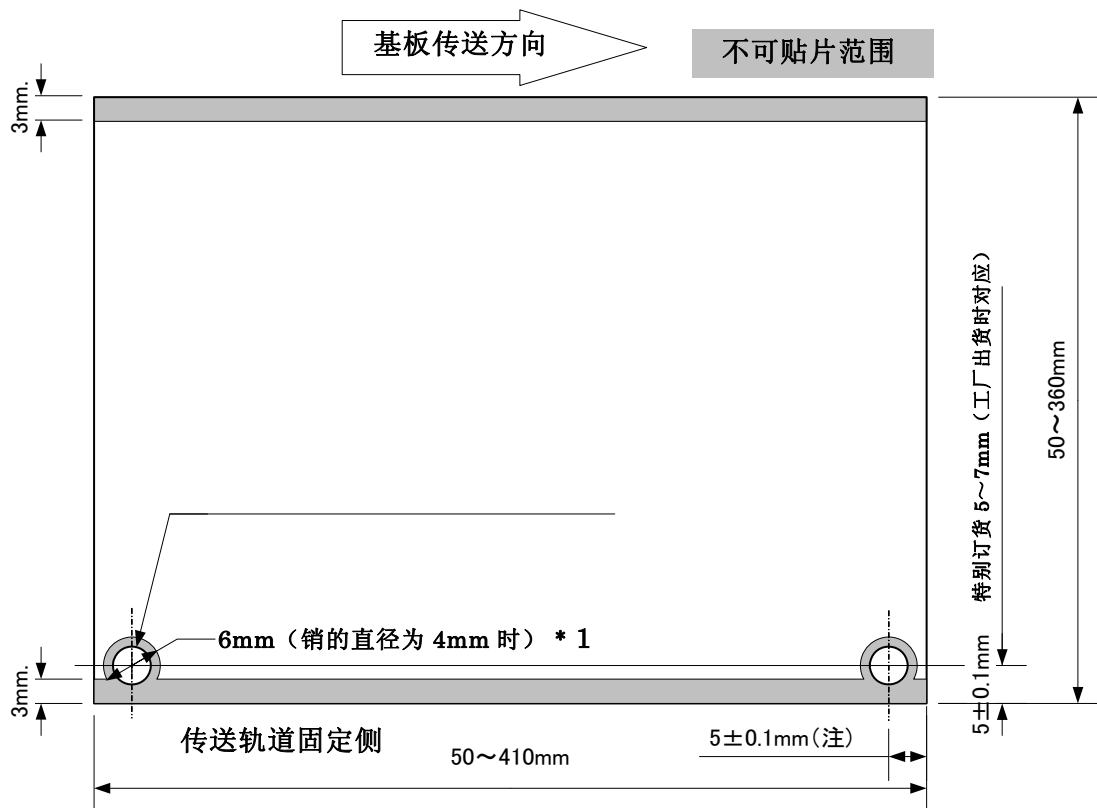 基板传送方向
不可贴片范围
3mm.
特别订货 5～7mm（工厂出货时对应）
50～360mm
6mm（销的直径为 4mm 时）* 1
3mm.
5±0.1mm
传送轨道固定侧
5±0.1mm(注)
50～410mm